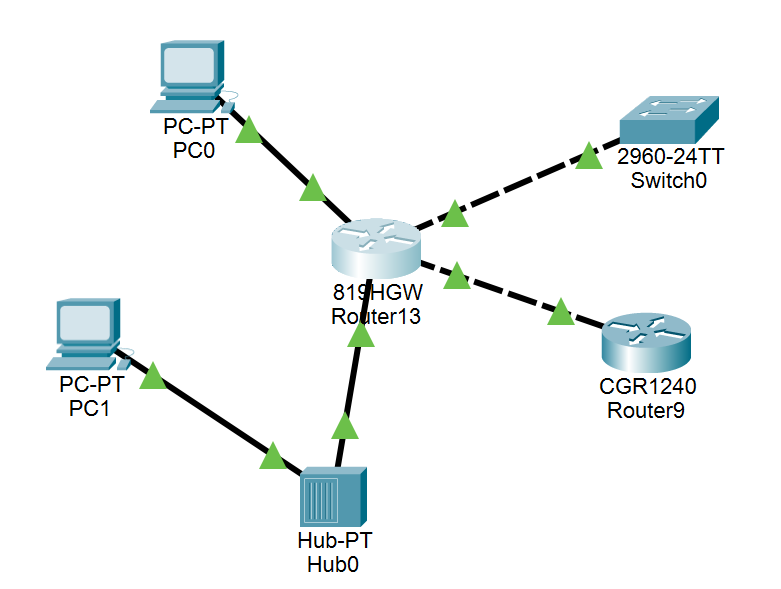 PC-PT
PC0
2960-24TT
Switch0
819HGW
Router13
CGR1240
Router9
PC-PT
PC1
Hub-PT
Hub0